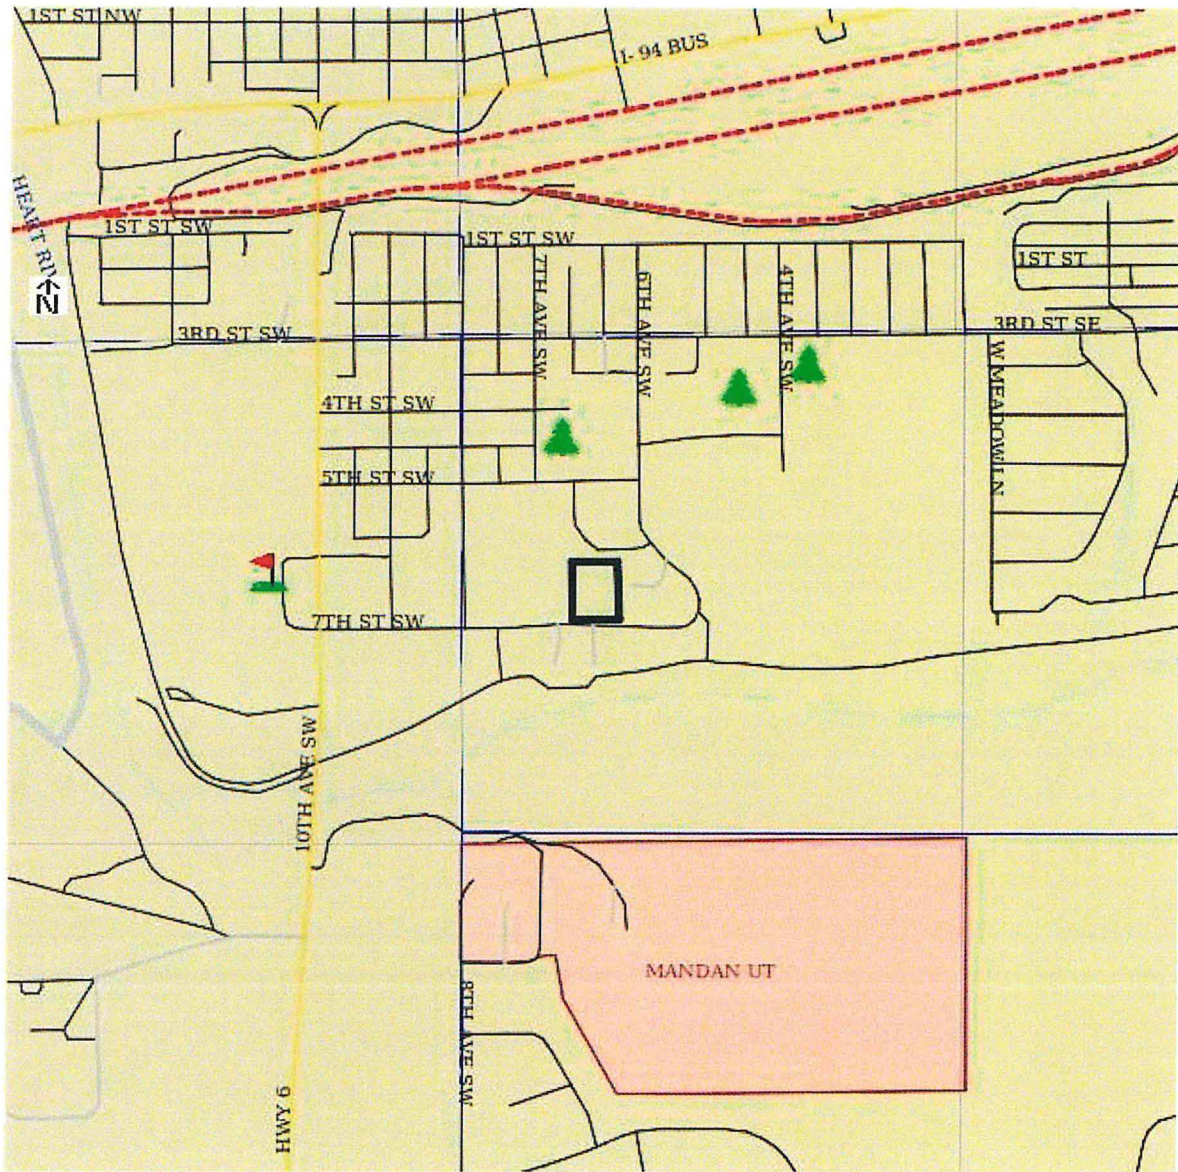 1ST ST NW
I- 94 BUS
HEART RIV
N
1ST ST SW
1ST ST SW
7TH AVE SW
6TH AVE SW
4TH AVE SW
1ST ST
3RD ST SW
3RD ST SE
W MEADOW LN
4TH ST SW
5TH ST SW
7TH ST SW
10TH AVE SW
MANDAN UT
8TH AVE SW
HWY 6